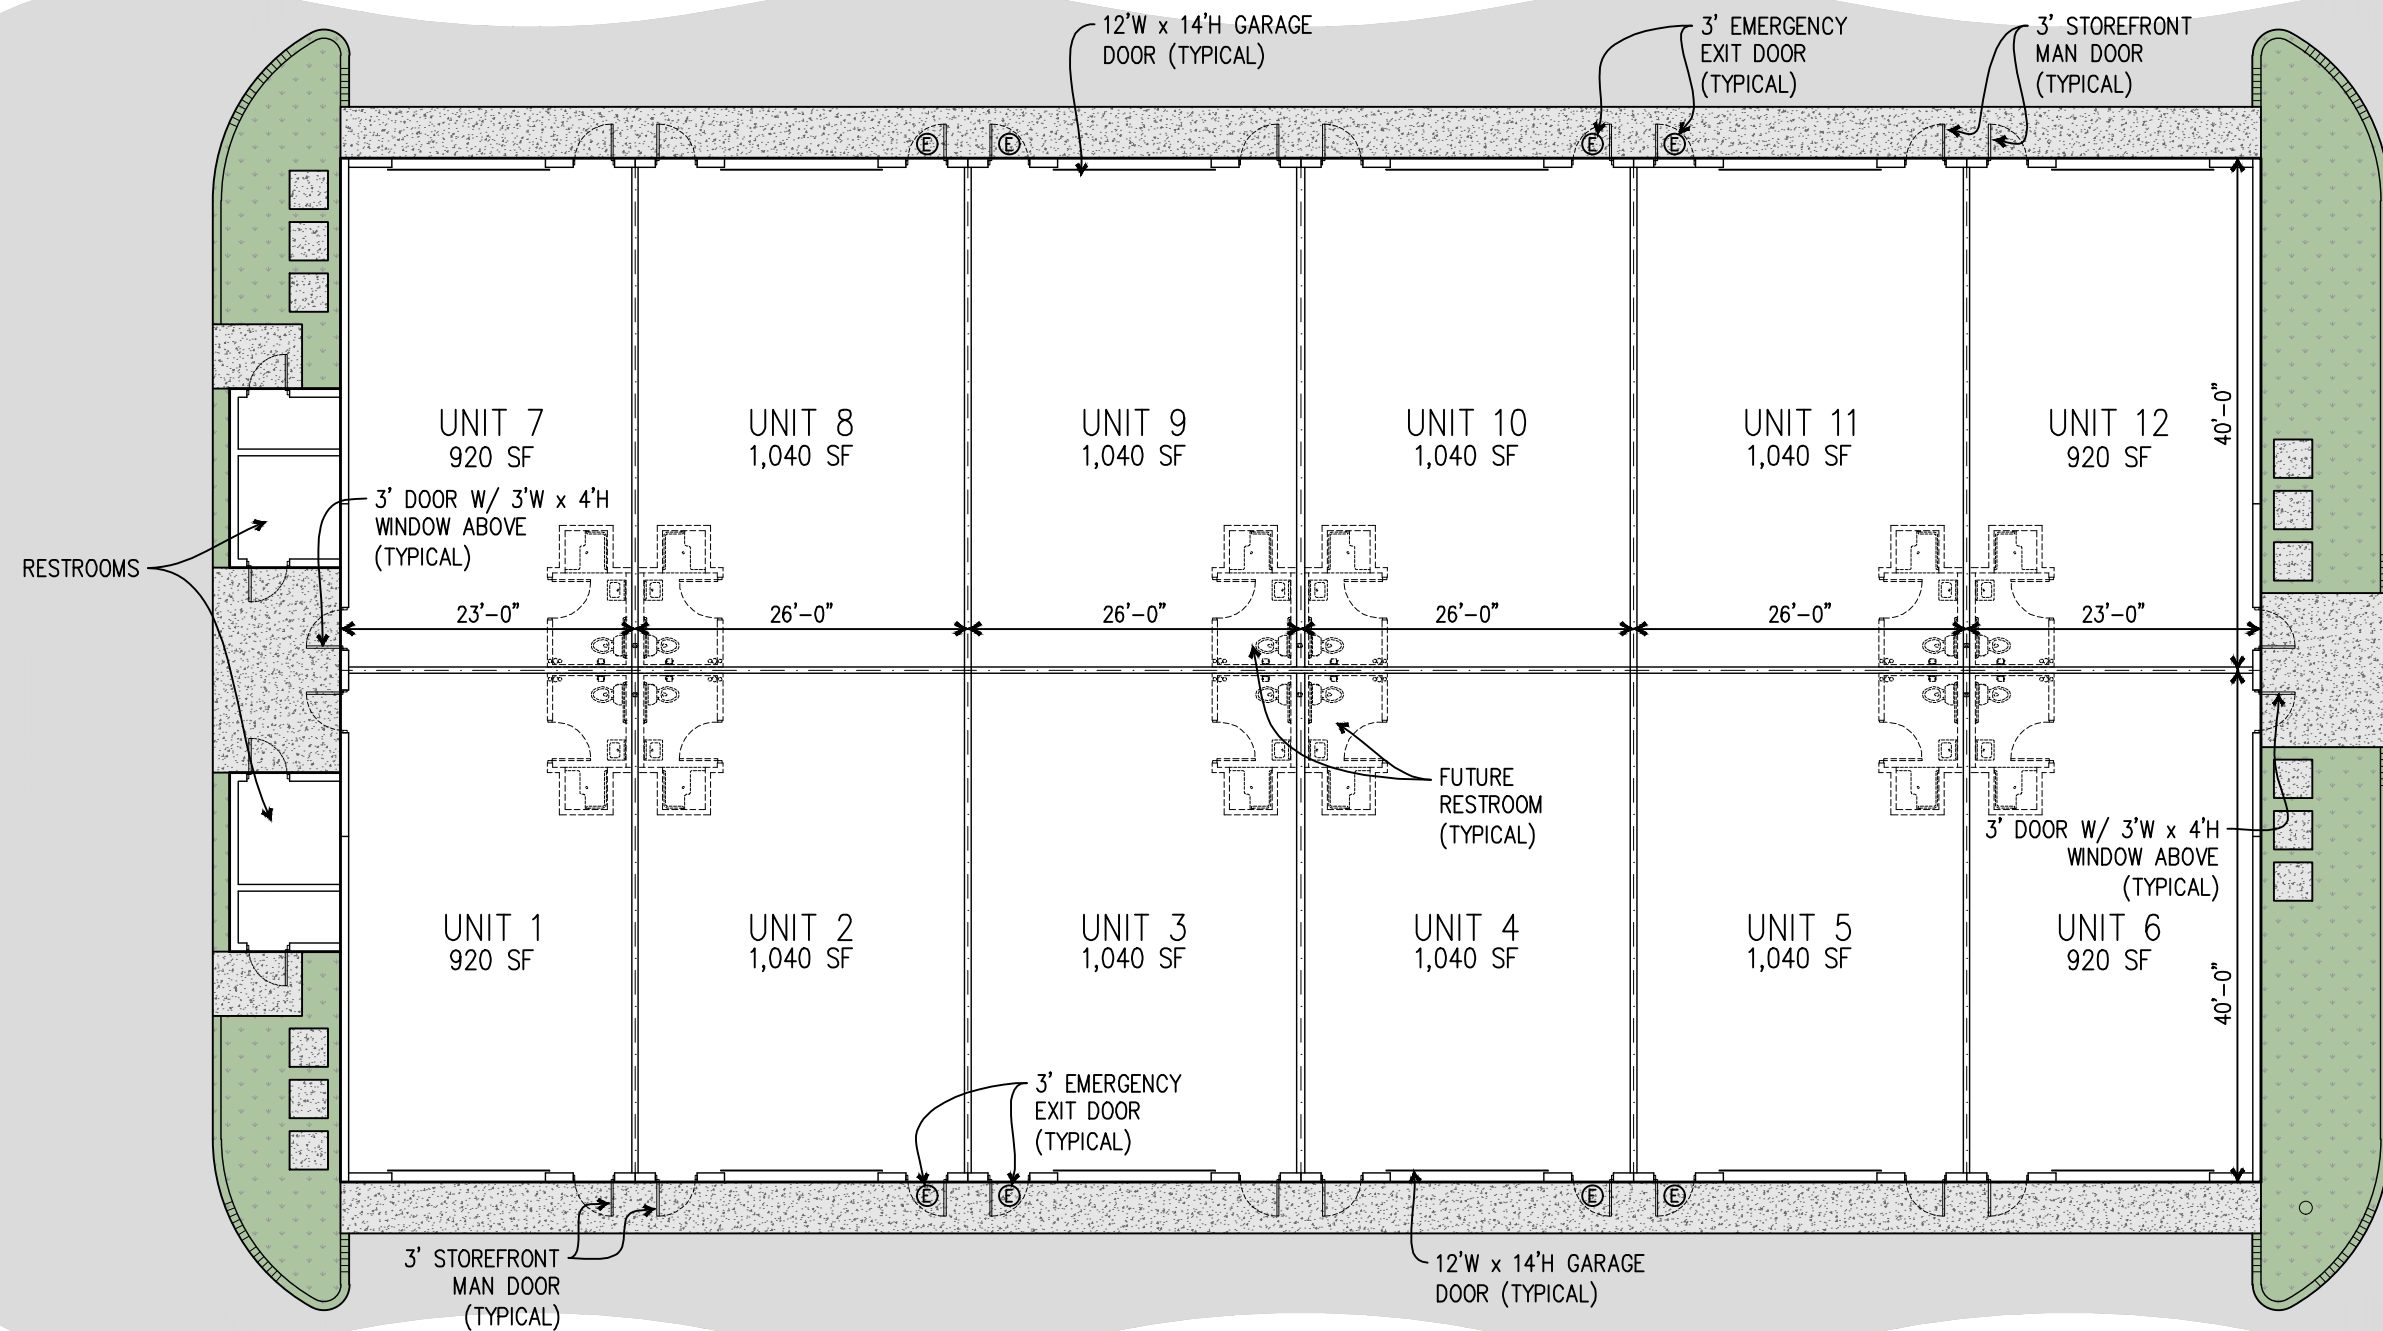 12'W x 14'H GARAGE
DOOR (TYPICAL)
3' EMERGENCY
EXIT DOOR
(TYPICAL)
3' STOREFRONT
MAN DOOR
(TYPICAL)
E
E
E
E
UNIT 7
920 SF
UNIT 8
1,040 SF
UNIT 9
1,040 SF
UNIT 10
1,040 SF
UNIT 11
1,040 SF
UNIT 12
920 SF
40'-0"
3' DOOR W/ 3'W x 4'H
WINDOW ABOVE
(TYPICAL)
RESTROOMS
23'-0"
26'-0"
26'-0"
26'-0"
26'-0"
23'-0"
FUTURE
RESTROOM
(TYPICAL)
3' DOOR W/ 3'W x 4'H
WINDOW ABOVE
(TYPICAL)
UNIT 1
920 SF
UNIT 2
1,040 SF
UNIT 3
1,040 SF
UNIT 4
1,040 SF
UNIT 5
1,040 SF
UNIT 6
920 SF
40'-0"
3' EMERGENCY
EXIT DOOR
(TYPICAL)
E
E
E
E
3' STOREFRONT
MAN DOOR
(TYPICAL)
12'W x 14'H GARAGE
DOOR (TYPICAL)